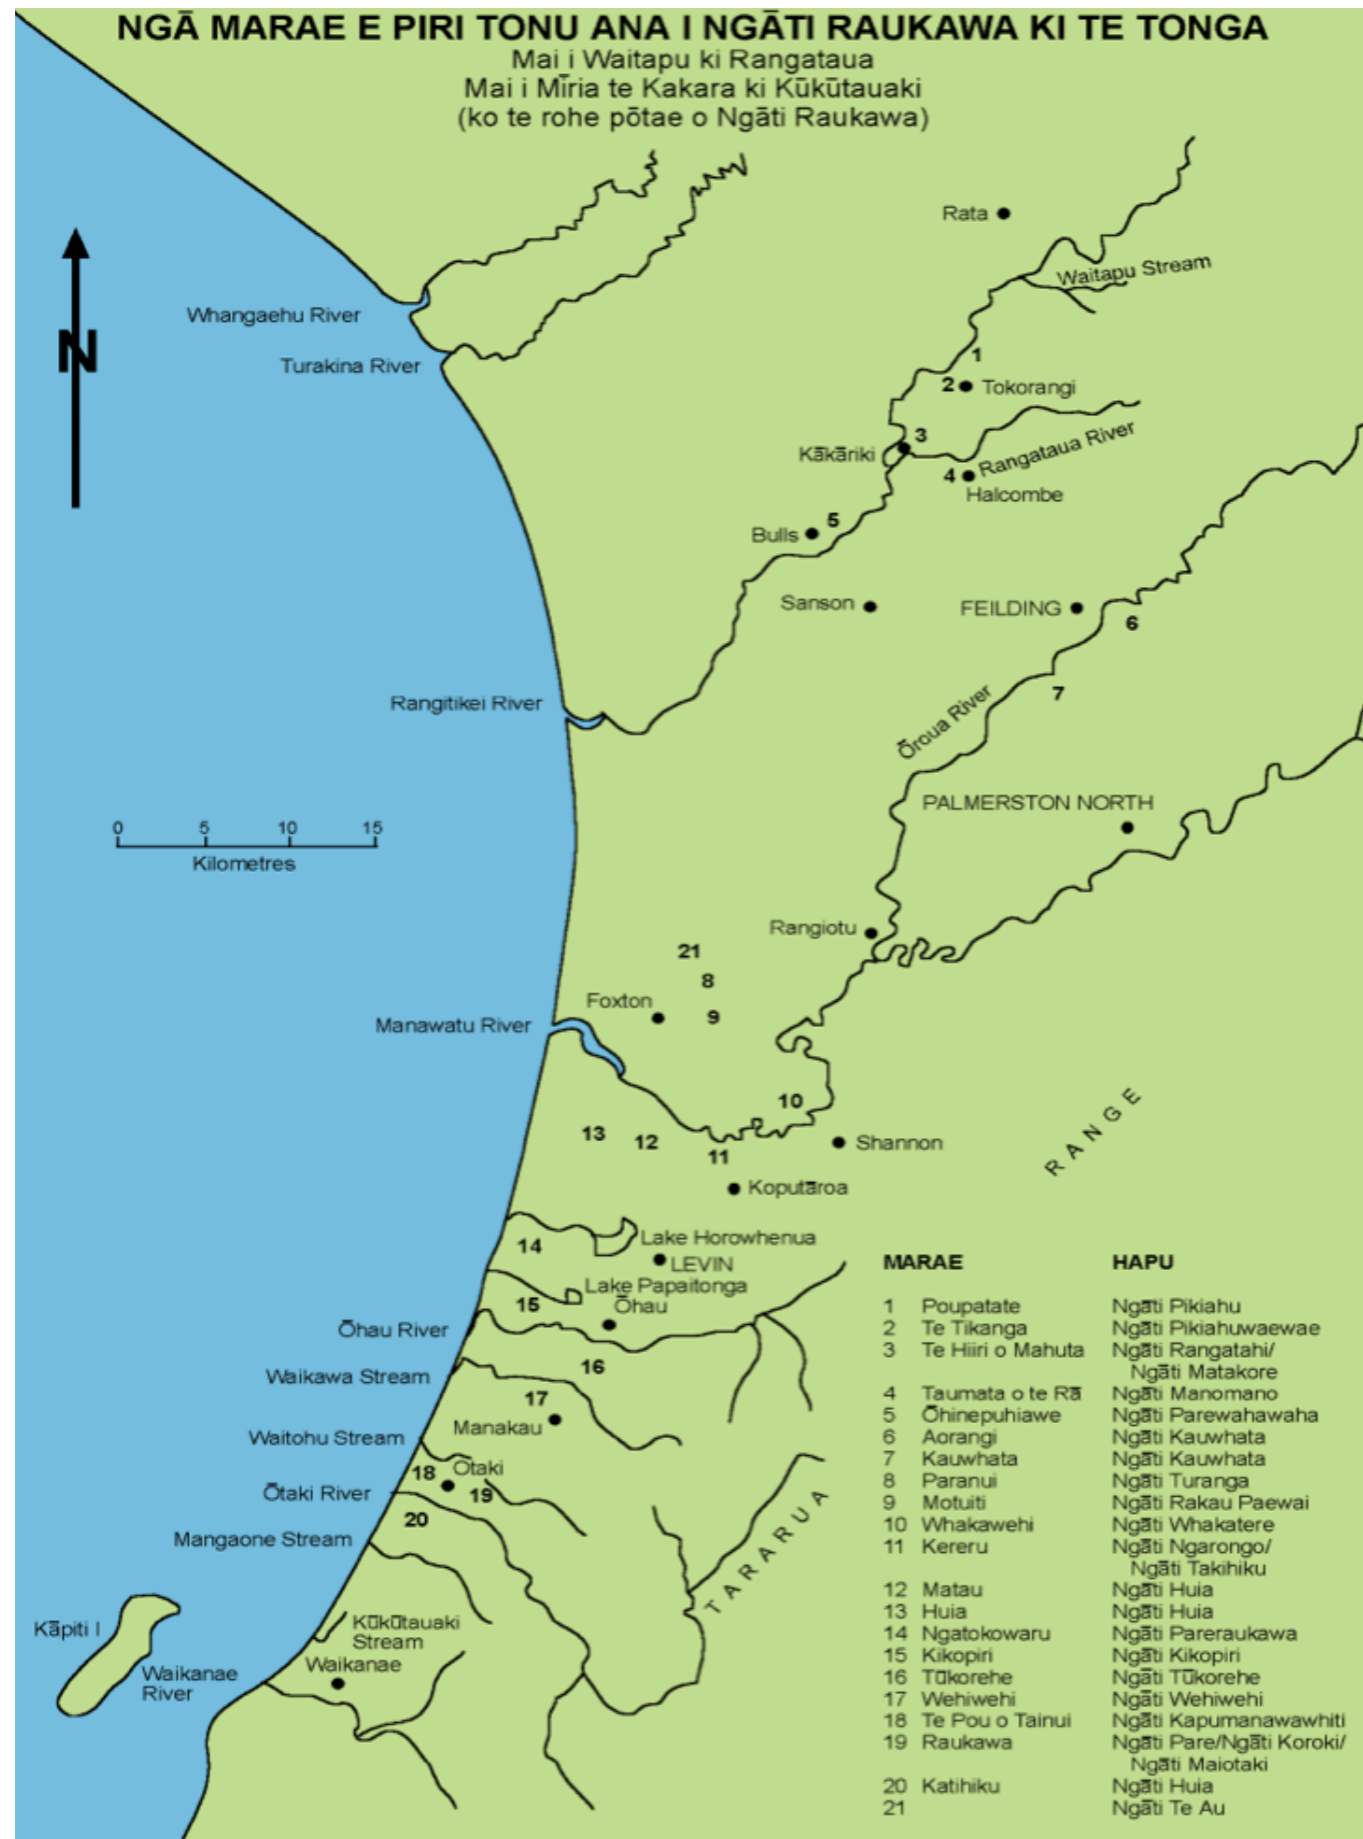 NGĀ MARAE E PIRI TONU ANA I NGĀTI RAUKAWA KI TE TONGA
Mai i Waitapu ki Rangataua
Mai i Mīria te Kakara ki Kūkūtauaki
(ko te rohe pōtae o Ngāti Raukawa)
Rata
Waitapu Stream
Whangaehu River
N
Turakina River
1
2
Tokorangi
3
Kākāriki
Rangataua River
4
Halcombe
5
Bulls
Sanson
FEILDING
6
7
Rangitikei River
Ōroua River
PALMERSTON NORTH
0 5 10 15
Kilometres
Rangiotu
21
8
Foxton
9
Manawatu River
10
13
12
11
Shannon
Koputāroa
RANGE
14
Lake Horowhenua
LEVIN
Lake Papaitonga
15
Ōhau
Ōhau River
16
Waikawa Stream
17
Manakau
Waitohu Stream
18
Ōtaki
19
Ōtaki River
20
Mangaone Stream
TARARUA
Kāpiti I
Kūkūtauaki
Stream
Waikanae
Waikanae
River
MARAE HAPU
1 Poupatate Ngāti Pikiahu
2 Te Tikanga Ngāti Pikiahuwaewae
3 Te Hiiri o Mahuta Ngāti Rangatahi/
Ngāti Matakore
4 Taumata o te Rā Ngāti Manomano
5 Ōhinepuhiawe Ngāti Parewahawaha
6 Aorangi Ngāti Kauwhata
7 Kauwhata Ngāti Kauwhata
8 Paranui Ngāti Turanga
9 Motuiti Ngāti Rakau Paewai
10 Whakawehi Ngāti Whakatere
11 Kereru Ngāti Ngarongo/
Ngāti Takihiku
12 Matau Ngāti Huia
13 Huia Ngāti Huia
14 Ngatokowaru Ngāti Pareraukawa
15 Kikopiri Ngāti Kikopiri
16 Tūkorehe Ngāti Tūkorehe
17 Wehiwehi Ngāti Wehiwehi
18 Te Pou o Tainui Ngāti Kapumanawawhiti
19 Raukawa Ngāti Pare/Ngāti Koroki/
Ngāti Maiotaki
20 Katihiku Ngāti Huia
21 Ngāti Te Au